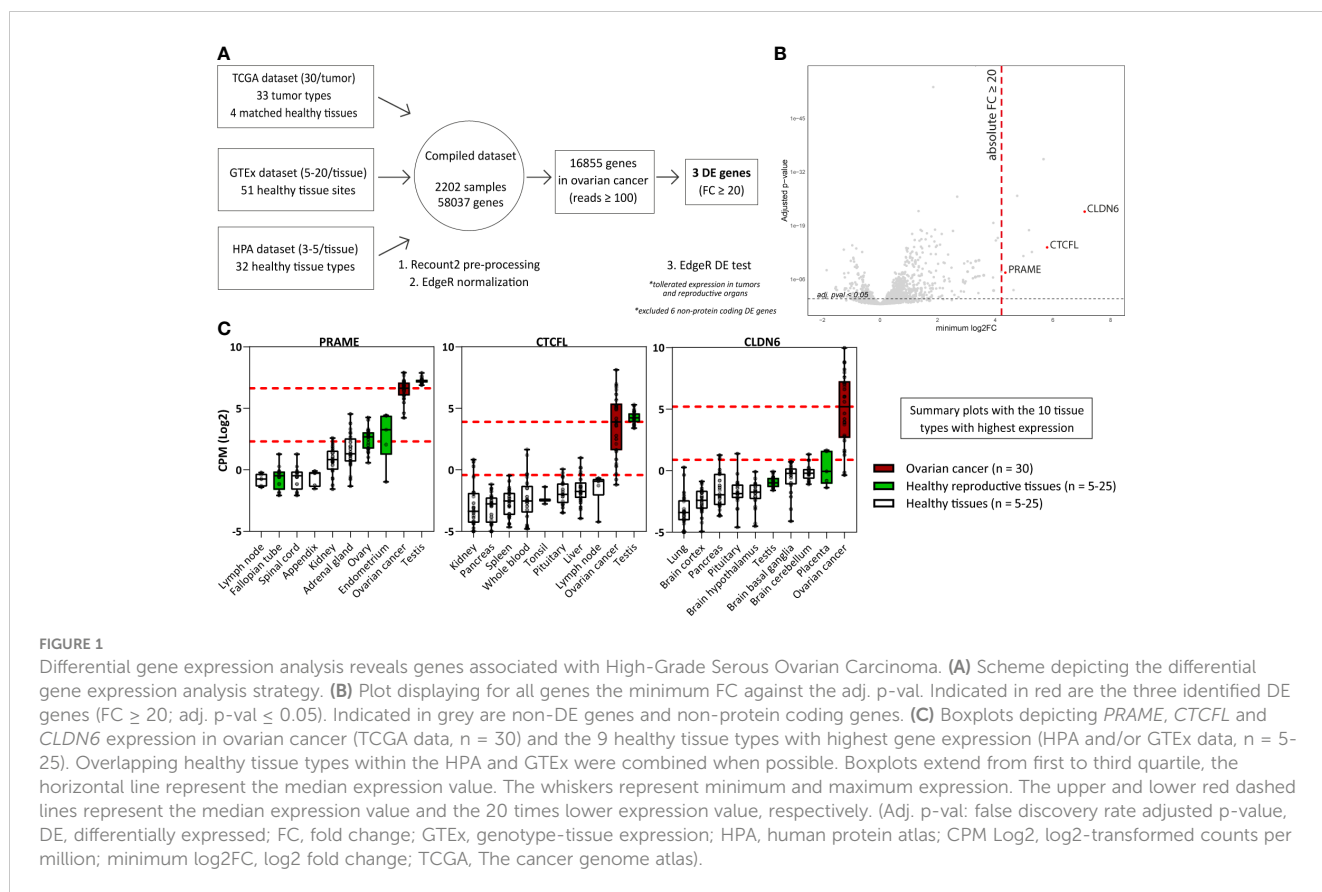 A
TCGA dataset (30/tumor)
33 tumor types
4 matched healthy tissues
GTEx dataset (5-20/tissue)
51 healthy tissue sites
HPA dataset (3-5/tissue)
32 healthy tissue types
Compiled dataset
2202 samples
58037 genes
1. Recount2 pre-processing
2. EdgeR normalization
16855 genes
in ovarian cancer
(reads ≥ 100)
3 DE genes
(FC ≥ 20)
3. EdgeR DE test
*tollerated expression in tumors
and reproductive organs
*excluded 6 non-protein coding DE genes
B
absolute FC ≥ 20
Adjusted p-value
1e-45
1e-32
1e-19
1e-06
CLDN6
CTCFL
PRAME
adj. pval < 0.05
-2
0
2
4
6
8
minimum log2FC
C
PRAME
CTCFL
CLDN6
CPM (Log2)
10
5
0
-5
Lymph node
Fallopian tube
Spinal cord
Appendix
Kidney
Adrenal gland
Ovary
Endometrium
Ovarian cancer
Testis
10
5
0
-5
Kidney
Pancreas
Spleen
Whole blood
Tonsil
Pituitary
Liver
Lymph node
Ovarian cancer
Testis
10
5
0
-5
Lung
Brain cortex
Pancreas
Pituitary
Brain hypothalamus
Testis
Brain basal ganglia
Brain cerebellum
Placenta
Ovarian cancer
Summary plots with the 10 tissue
types with highest expression
Ovarian cancer (n = 30)
Healthy reproductive tissues (n = 5-25)
Healthy tissues (n = 5-25)
FIGURE 1
Differential gene expression analysis reveals genes associated with High-Grade Serous Ovarian Carcinoma. (A) Scheme depicting the differential
gene expression analysis strategy. (B) Plot displaying for all genes the minimum FC against the adj. p-val. Indicated in red are the three identified DE
genes (FC ≥ 20; adj. p-val ≤ 0.05). Indicated in grey are non-DE genes and non-protein coding genes. (C) Boxplots depicting PRAME, CTCFL and
CLDN6 expression in ovarian cancer (TCGA data, n = 30) and the 9 healthy tissue types with highest gene expression (HPA and/or GTEx data, n = 5-
25). Overlapping healthy tissue types within the HPA and GTEx were combined when possible. Boxplots extend from first to third quartile, the
horizontal line represent the median expression value. The whiskers represent minimum and maximum expression. The upper and lower red dashed
lines represent the median expression value and the 20 times lower expression value, respectively. (Adj. p-val: false discovery rate adjusted p-value,
DE, differentially expressed; FC, fold change; GTEx, genotype-tissue expression; HPA, human protein atlas; CPM Log2, log2-transformed counts per
million; minimum log2FC, log2 fold change; TCGA, The cancer genome atlas).